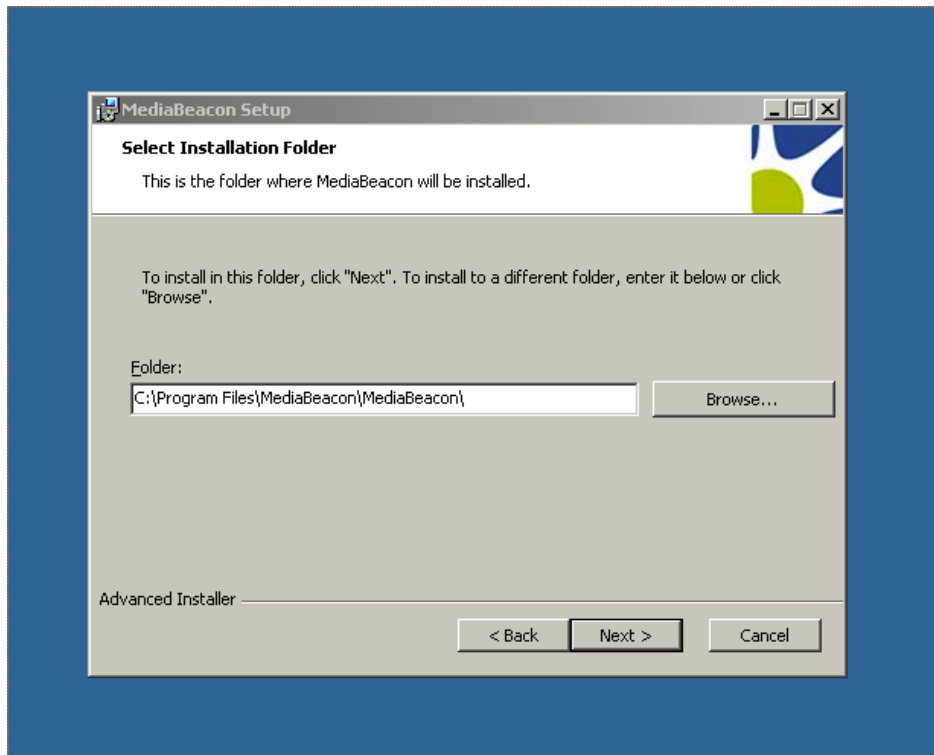 MediaBeacon Setup
Select Installation Folder
This is the folder where MediaBeacon will be installed.
To install in this folder, click "Next". To install to a different folder, enter it below or click
"Browse".
Folder:
C:\Program Files\MediaBeacon\MediaBeacon\
Browse...
Advanced Installer
< Back
Next >
Cancel